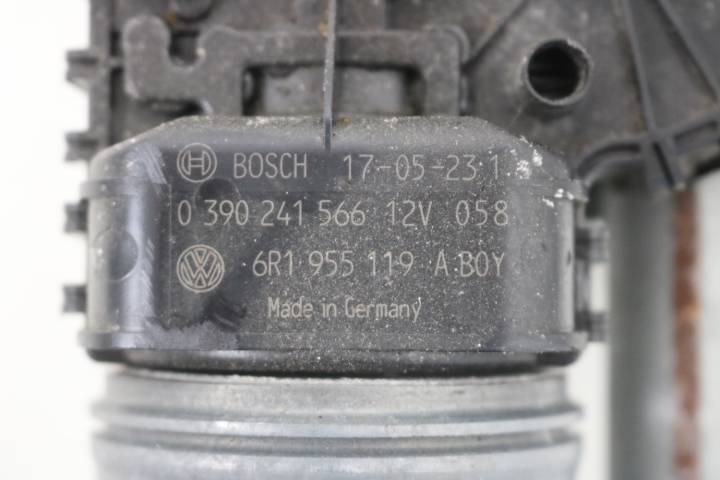 BOSCH 17-05-23 1
0 390 241 566 12V 058
6R1 955 119 A BOY
Made in Germany